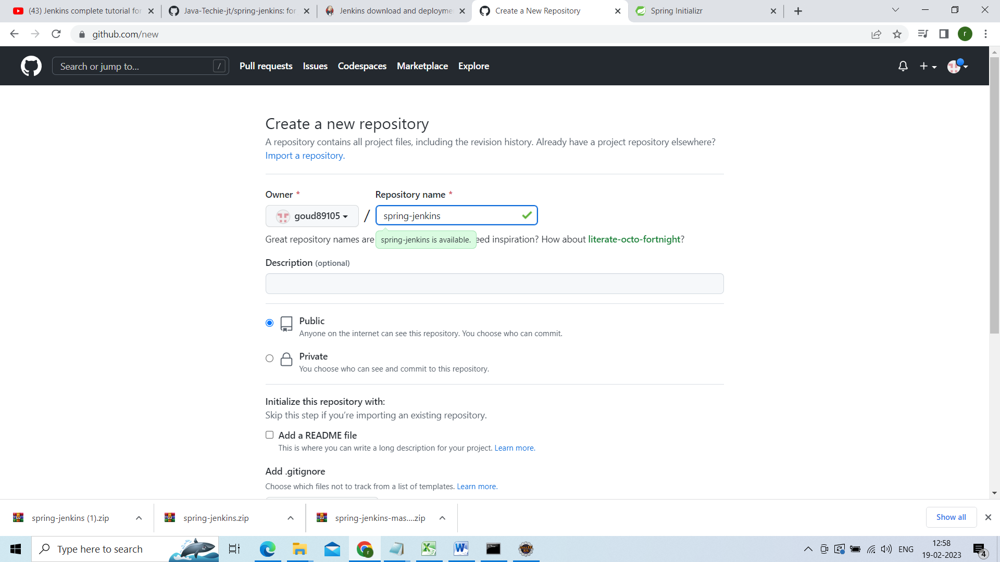 (43) Jenkins complete tutorial for
Java-Techie-jt/spring-jenkins: for
Jenkins download and deployme
Create a New Repository
Spring Initializr
github.com/new
r
Search or jump to...
/
Pull requests
Issues
Codespaces
Marketplace
Explore
Create a new repository
A repository contains all project files, including the revision history. Already have a project repository elsewhere?
Import a repository.
Owner *
Repository name *
goud89105
/
spring-jenkins
Great repository names are
spring-jenkins is available.
eed inspiration? How about literate-octo-fortnight?
Description (optional)
Public
Anyone on the internet can see this repository. You choose who can commit.
Private
You choose who can see and commit to this repository.
Initialize this repository with:
Skip this step if you’re importing an existing repository.
Add a README file
This is where you can write a long description for your project. Learn more.
Add .gitignore
Choose which files not to track from a list of templates. Learn more.
spring-jenkins (1).zip
spring-jenkins.zip
spring-jenkins-mas....zip
Show all
Type here to search
ENG
12:58
19-02-2023
4